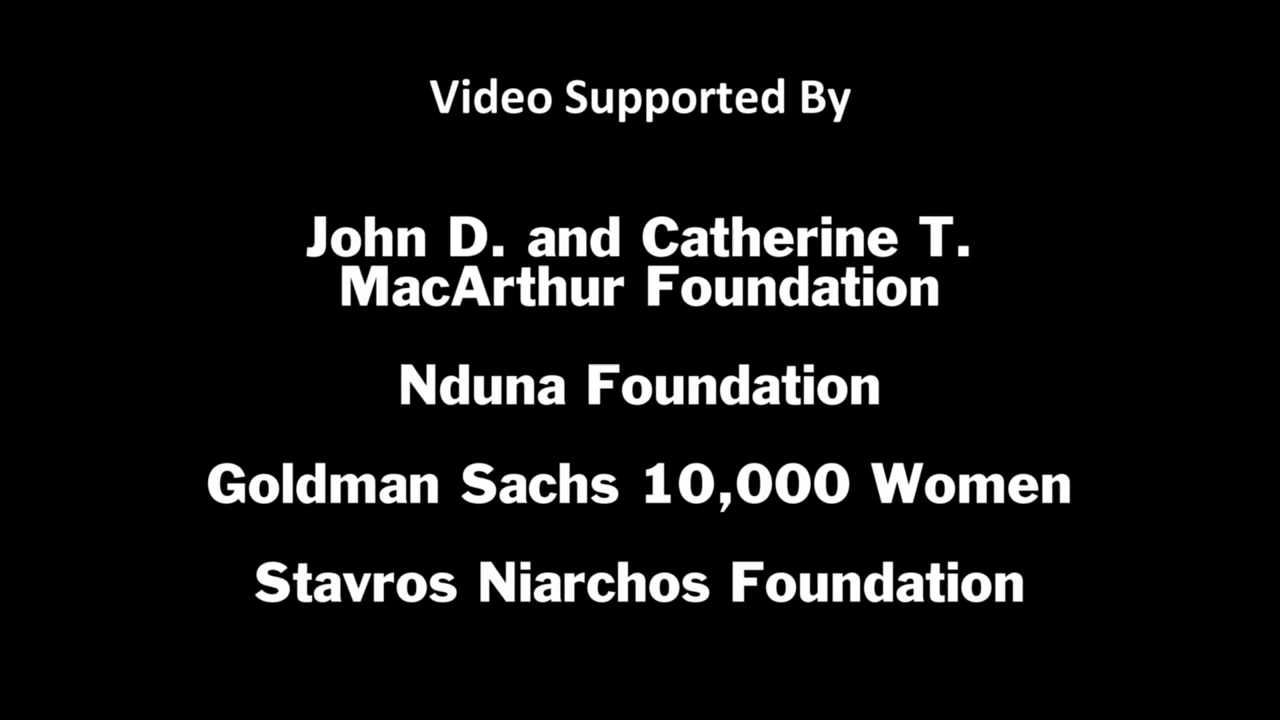 Video Supported By
John D. and Catherine T.
MacArthur Foundation
Nduna Foundation
Goldman Sachs 10,000 Women
Stavros Niarchos Foundation